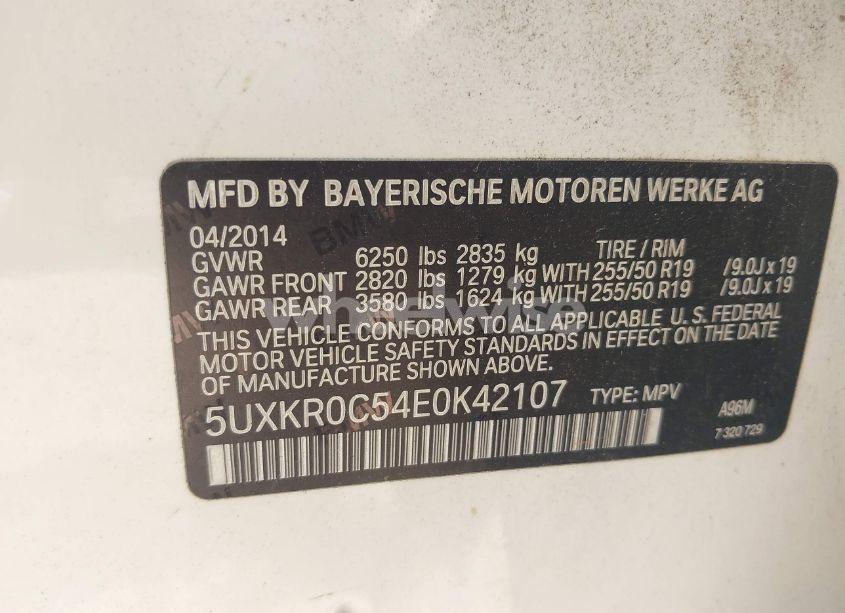 MFD BY BAYERISCHE MOTOREN WERKE AG
04/2014 TIRE / RIM
GVWR 6250 lbs 2835 kg
GAWR FRONT 2820 lbs 1279 kg WITH 255/50 R19 /9.0J x 19
GAWR REAR 3580 lbs 1624 kg WITH 255/50 R19 /9.0J x 19
THIS VEHICLE CONFORMS TO ALL APPLICABLE U.S. FEDERAL
MOTOR VEHICLE SAFETY STANDARDS IN EFFECT ON THE DATE
OF MANUFACTURE SHOWN ABOVE.
5UXKR0C54E0K42107 TYPE: MPV A96M
7 320 729